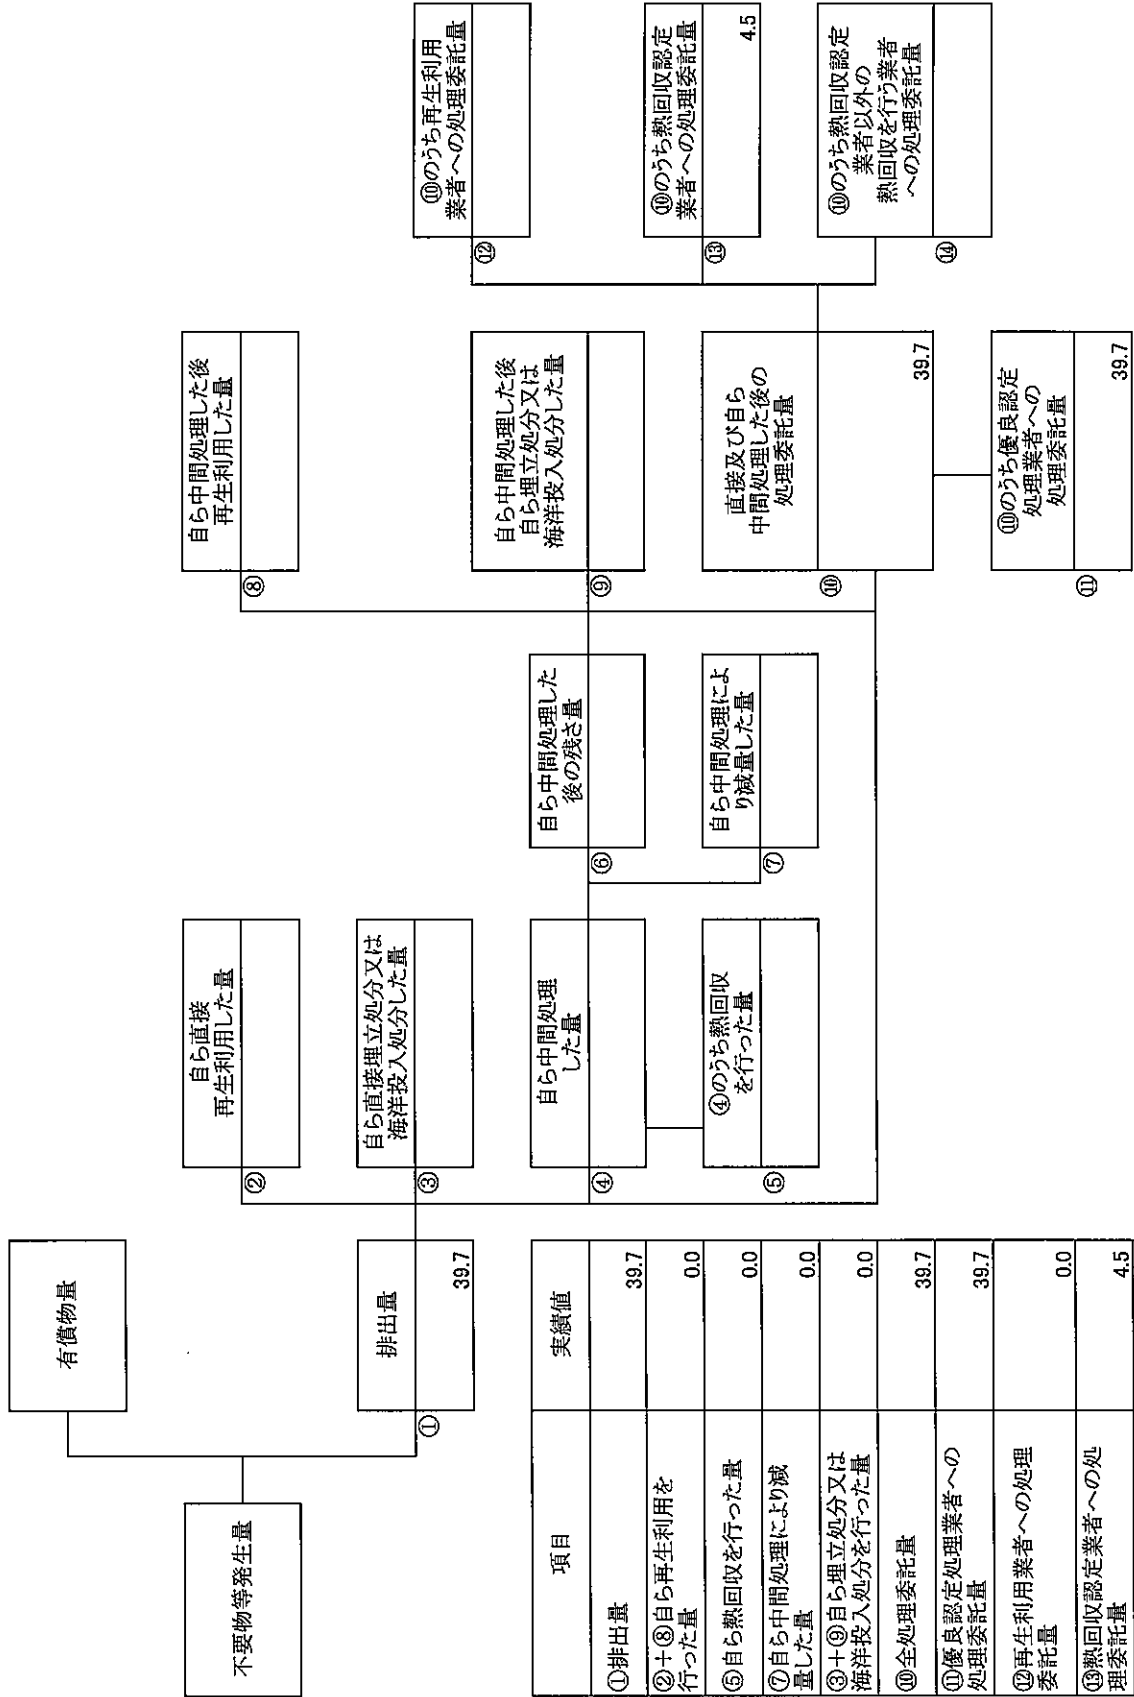 不要物等発生量
有償物量
①
排出量
39.7
②
自ら直接
再生利用した量
③
自ら直接埋立処分又は
海洋投入処分した量
④
自ら中間処理
した量
⑤
④のうち熱回収
を行った量
⑥
自ら中間処理した
後の残さ量
⑦
自ら中間処理によ
り減量した量
⑧
自ら中間処理した後
再生利用した量
⑨
自ら中間処理した後
自ら埋立処分又は
海洋投入処分した量
⑩
直接及び自ら
中間処理した後の
処理委託量
39.7
⑪
⑩のうち優良認定
処理業者への
処理委託量
39.7
⑫
⑩のうち再生利用
業者への処理委託量
⑬
⑩のうち熱回収認定
業者への処理委託量
4.5
⑭
⑩のうち熱回収認定
業者以外の
熱回収を行う業者
への処理委託量
項目 実績値
①排出量 39.7
②+⑧自ら再生利用を
行った量 0.0
⑤自ら熱回収を行った量 0.0
⑦自ら中間処理により減
量した量 0.0
③+⑨自ら埋立処分又は
海洋投入処分を行った量 0.0
⑩全処理委託量 39.7
⑪優良認定処理業者への
処理委託量 39.7
⑫再生利用業者への処理
委託量 0.0
⑬熱回収認定業者への処
理委託量 4.5